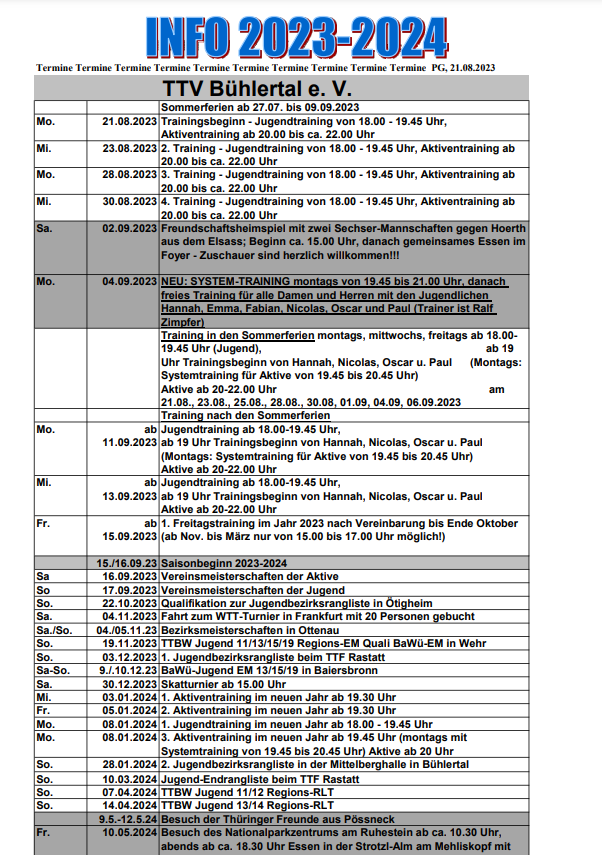 INFO 2023-2024
Termine Termine Termine Termine Termine Termine Termine Termine Termine Termine PG, 21.08.2023
TTV Bühlertal e. V.
Sommerferien ab 27.07. bis 09.09.2023
Mo. 21.08.2023 Trainingsbeginn - Jugendtraining von 18.00 - 19.45 Uhr,
Aktiventraining ab 20.00 bis ca. 22.00 Uhr
Mi. 23.08.2023 2. Training - Jugendtraining von 18.00 - 19.45 Uhr, Aktiventraining ab
20.00 bis ca. 22.00 Uhr
Mo. 28.08.2023 3. Training - Jugendtraining von 18.00 - 19.45 Uhr, Aktiventraining ab
20.00 bis ca. 22.00 Uhr
Mi. 30.08.2023 4. Training - Jugendtraining von 18.00 - 19.45 Uhr, Aktiventraining ab
20.00 bis ca. 22.00 Uhr
Sa. 02.09.2023 Freundschaftsheimspiel mit zwei Sechser-Mannschaften gegen Hoerth
aus dem Elsass; Beginn ca. 15.00 Uhr, danach gemeinsames Essen im
Foyer - Zuschauer sind herzlich willkommen!!!
Mo. 04.09.2023 NEU: SYSTEM-TRAINING montags von 19.45 bis 21.00 Uhr, danach
freies Training für alle Damen und Herren mit den Jugendlichen
Hannah, Emma, Fabian, Nicolas, Oscar und Paul (Trainer ist Ralf
Zimpfer)
Training in den Sommerferien montags, mittwochs, freitags ab 18.00-
19.45 Uhr (Jugend), ab 19
Uhr Trainingsbeginn von Hannah, Nicolas, Oscar u. Paul (Montags:
Systemtraining für Aktive von 19.45 bis 20.45 Uhr)
Aktive ab 20-22.00 Uhr am
21.08., 23.08., 25.08., 28.08., 30.08, 01.09, 04.09, 06.09.2023
Training nach den Sommerferien
Mo. ab Jugendtraining ab 18.00-19.45 Uhr,
11.09.2023 ab 19 Uhr Trainingsbeginn von Hannah, Nicolas, Oscar u. Paul
(Montags: Systemtraining für Aktive von 19.45 bis 20.45 Uhr)
Aktive ab 20-22.00 Uhr
Mi. ab Jugendtraining ab 18.00-19.45 Uhr,
13.09.2023 ab 19 Uhr Trainingsbeginn von Hannah, Nicolas, Oscar u. Paul
Aktive ab 20-22.00 Uhr
Fr. ab 1. Freitagstraining im Jahr 2023 nach Vereinbarung bis Ende Oktober
15.09.2023 (ab Nov. bis März nur von 15.00 bis 17.00 Uhr möglich!)
15./16.09.23 Saisonbeginn 2023-2024
Sa 16.09.2023 Vereinsmeisterschaften der Aktive
So 17.09.2023 Vereinsmeisterschaften der Jugend
So. 22.10.2023 Qualifikation zur Jugendbezirksrangliste in Ötigheim
Sa. 04.11.2023 Fahrt zum WTT-Turnier in Frankfurt mit 20 Personen gebucht
Sa./So. 04./05.11.23 Bezirksmeisterschaften in Ottenau
So. 19.11.2023 TTBW Jugend 11/13/15/19 Regions-EM Quali BaWü-EM in Wehr
So. 03.12.2023 1. Jugendbezirksrangliste beim TTF Rastatt
Sa-So. 9./.10.12.23 BaWü-Jugend EM 13/15/19 in Baiersbronn
Sa. 30.12.2023 Skatturnier ab 15.00 Uhr
Mi. 03.01.2024 1. Aktiventraining im neuen Jahr ab 19.30 Uhr
Fr. 05.01.2024 2. Aktiventraining im neuen Jahr ab 19.30 Uhr
Mo. 08.01.2024 1. Jugendtraining im neuen Jahr ab 18.00 - 19.45 Uhr
Mo. 08.01.2024 3. Aktiventraining im neuen Jahr ab 19.45 Uhr (montags mit
Systemtraining von 19.45 bis 20.45 Uhr) Aktive ab 20 Uhr
So. 28.01.2024 2. Jugendbezirksrangliste in der Mittelberghalle in Bühlertal
So. 10.03.2024 Jugend-Endrangliste beim TTF Rastatt
So. 07.04.2024 TTBW Jugend 11/12 Regions-RLT
So. 14.04.2024 TTBW Jugend 13/14 Regions-RLT
9.5.-12.5.24 Besuch der Thüringer Freunde aus Pössneck
Fr. 10.05.2024 Besuch des Nationalparkzentrums am Ruhestein ab ca. 10.30 Uhr,
abends ab ca. 18.30 Uhr Essen in der Strotzl-Alm am Mehliskopf mit